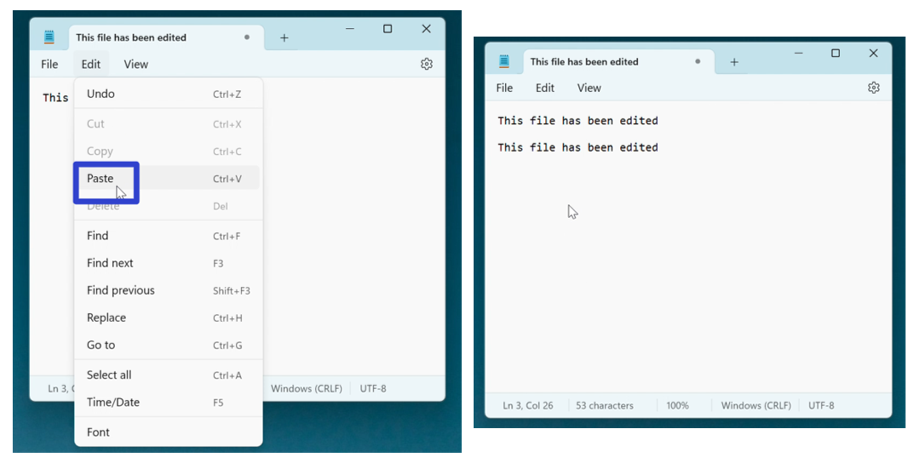 This file has been edited
File Edit View
This
Undo Ctrl+Z
Cut Ctrl+X
Copy Ctrl+C
Paste Ctrl+V
Delete Del
Find Ctrl+F
Find next F3
Find previous Shift+F3
Replace Ctrl+H
Go to Ctrl+G
Select all Ctrl+A
Time/Date F5
Font
Ln 3, Windows (CRLF) UTF-8
This file has been edited
File Edit View
This file has been edited
This file has been edited
Ln 3, Col 26 53 characters 100% Windows (CRLF) UTF-8